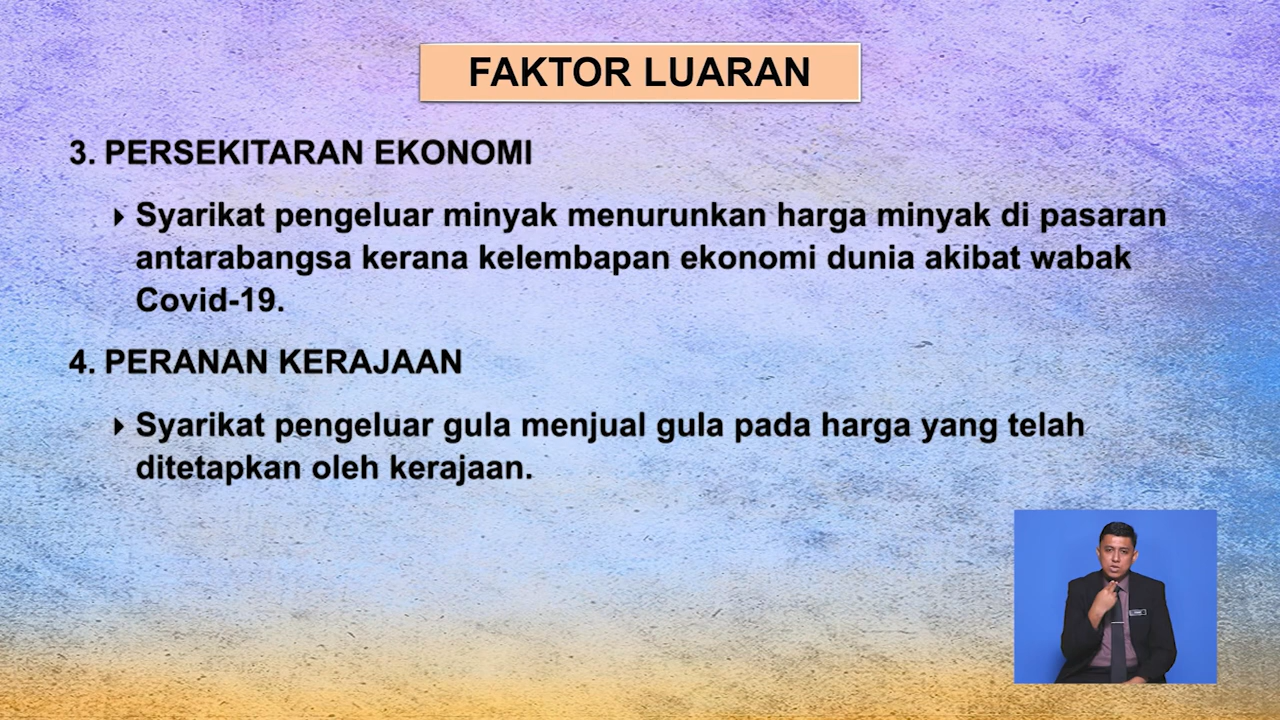 FAKTOR LUARAN
3. PERSEKITARAN EKONOMI
Syarikat pengeluar minyak menurunkan harga minyak di pasaran
antarabangsa kerana kelembapan ekonomi dunia akibat wabak
Covid-19.
4. PERANAN KERAJAAN
Syarikat pengeluar gula menjual gula pada harga yang telah
ditetapkan oleh kerajaan.